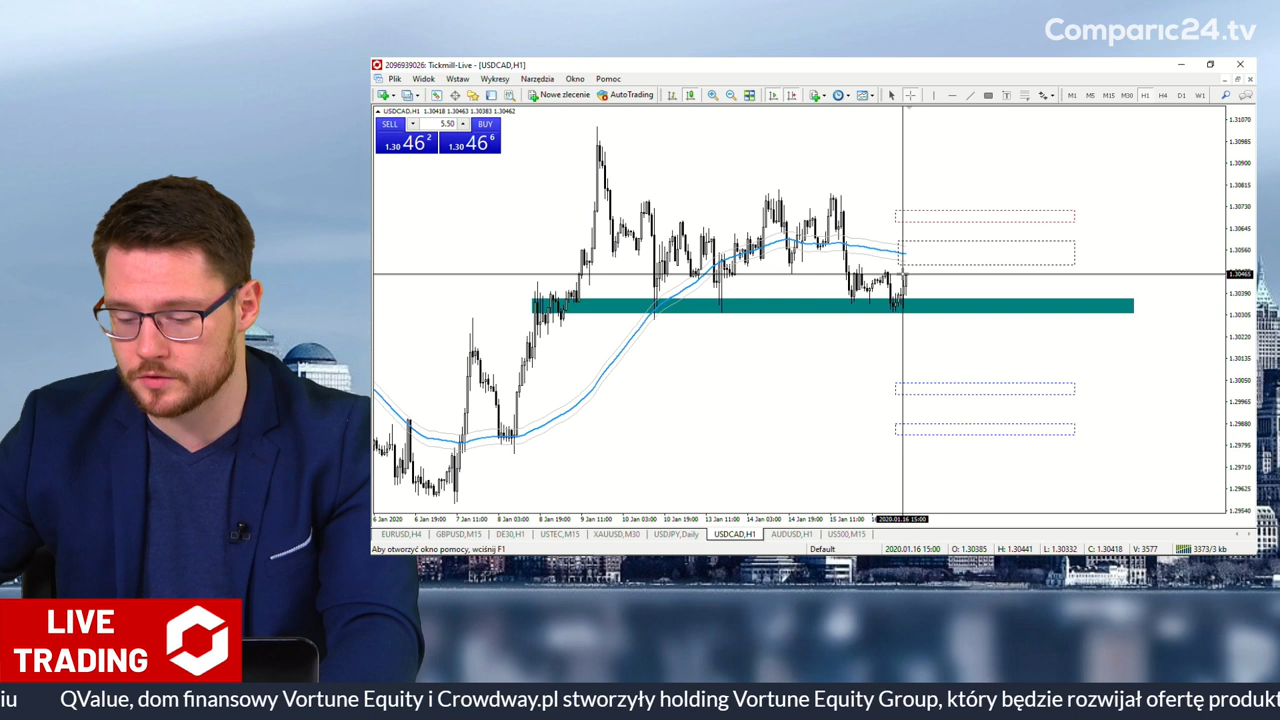 Comparic24.tv
2096939026: Tickmill-Live - [USDCAD,H1]
Plik Widok Wstaw Wykresy Narzędzia Okno Pomoc
Nowe zlecenie AutoTrading M1 M5 M15 M30 H1 H4 D1 W1
USDCAD,H1 1.30418 1.30463 1.30383 1.30462
SELL 5.50 BUY
1.30 46 2 1.30 46 6
1.31070
1.30985
1.30900
1.30815
1.30730
1.30645
1.30560
1.30465
1.30390
1.30305
1.30220
1.30135
1.30050
1.29965
1.29880
1.29795
1.29710
1.29625
1.29540
6 Jan 2020 6 Jan 19:00 7 Jan 11:00 8 Jan 03:00 8 Jan 19:00 9 Jan 11:00 10 Jan 03:00 10 Jan 19:00 13 Jan 11:00 14 Jan 03:00 14 Jan 19:00 15 Jan 11:00 2020.01.16 15:00
EURUSD,H4 GBPUSD,M15 DE30,H1 USTEC,M15 XAUUSD,M30 USDJPY,Daily USDCAD,H1 AUDUSD,H1 US500,M15
Aby otworzyć okno pomocy, wciśnij F1 Default 2020.01.16 15:00 O: 1.30385 H: 1.30441 L: 1.30332 C: 1.30418 V: 3577 3373/3 kb
LIVE
TRADING
iu QValue, dom finansowy Vortune Equity i Crowdway.pl stworzyły holding Vortune Equity Group, który będzie rozwijał ofertę produkt